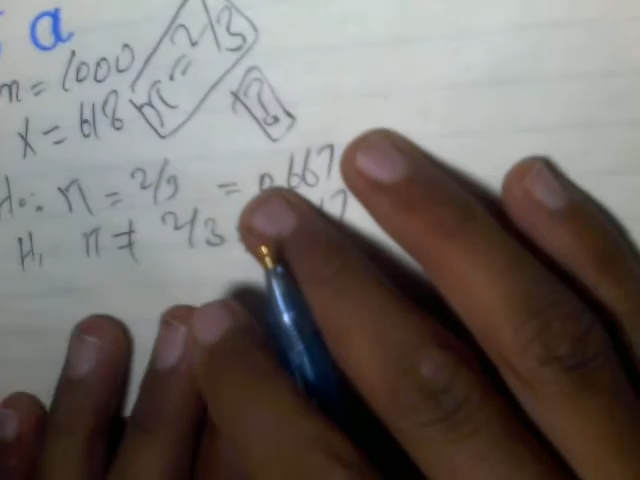 a
n = 1000
x = 618
π = 2/3
H₀: π = 2/3 = 0.667
H₁ π ≠ 2/3